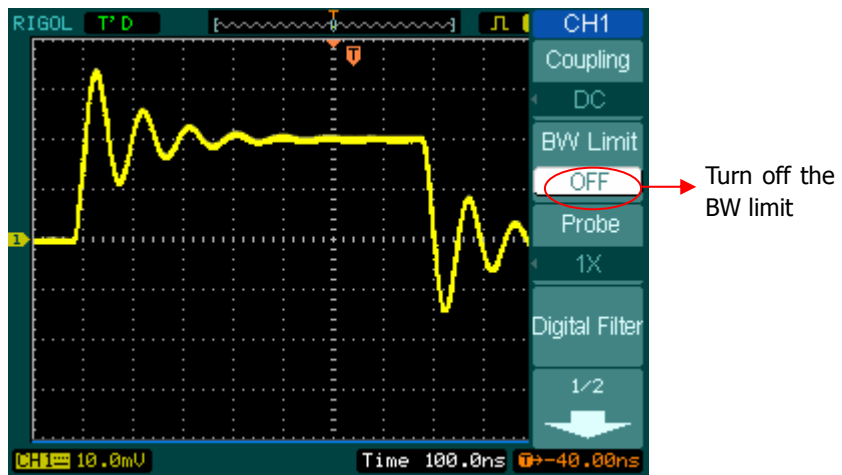 RIGOL T'D T CH1
T
Coupling
DC
BW Limit
OFF
Turn off the
BW limit
Probe
1
1X
Digital Filter
1/2
CH1 10.0mV Time 100.0ns T→-40.00ns